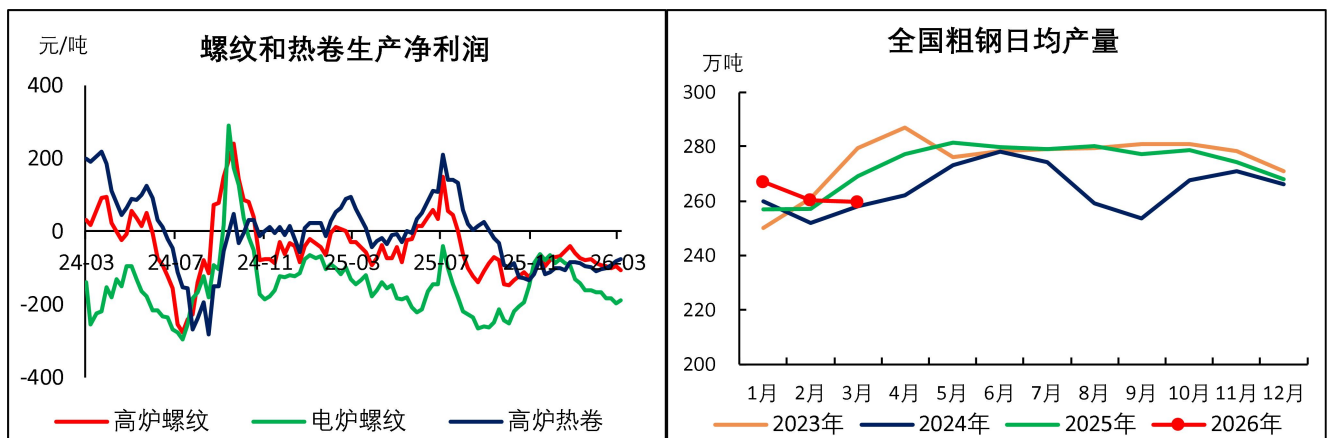 螺纹和热卷生产净利润
元/吨
400
200
0
-200
-400
24-03
24-07
24-11
25-03
25-07
25-11
26-03
高炉螺纹
电炉螺纹
高炉热卷
全国粗钢日均产量
万吨
300
280
260
240
220
200
1月
2月
3月
4月
5月
6月
7月
8月
9月
10月
11月
12月
2023年
2024年
2025年
2026年